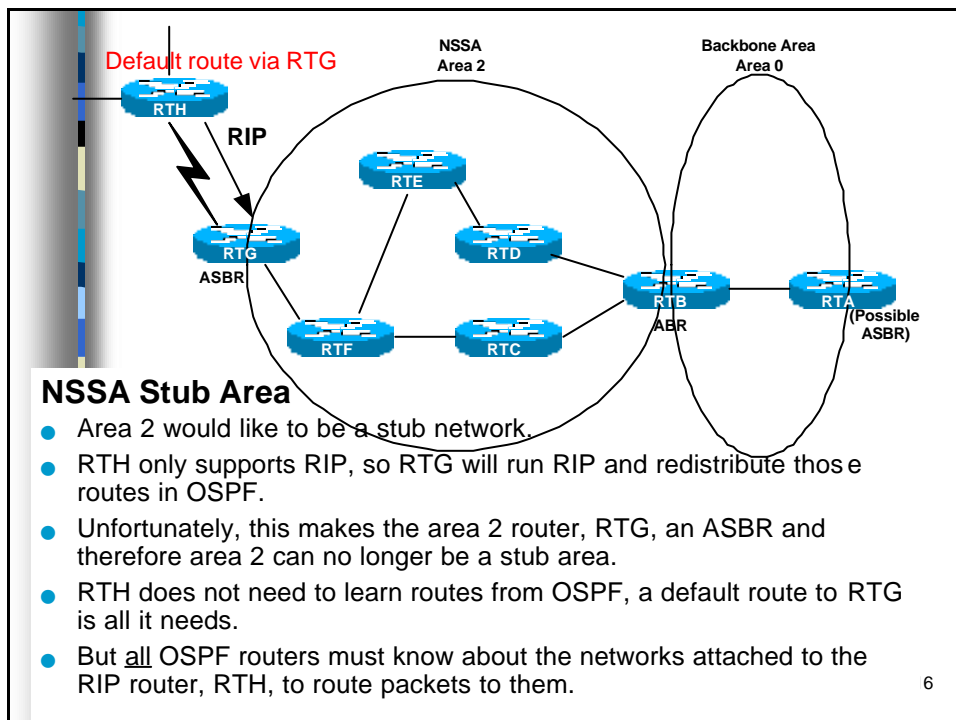 NSSA
Area 2
Backbone Area
Area 0
Default route via RTG
RTH
RIP
RTE
RTG
ASBR
RTD
RTB
ABR
RTA
(Possible
ASBR)
RTF
RTC
NSSA Stub Area
Area 2 would like to be a stub network.
RTH only supports RIP, so RTG will run RIP and redistribute thos e
routes in OSPF.
Unfortunately, this makes the area 2 router, RTG, an ASBR and
therefore area 2 can no longer be a stub area.
RTH does not need to learn routes from OSPF, a default route to RTG
is all it needs.
But all OSPF routers must know about the networks attached to the
RIP router, RTH, to route packets to them.
6